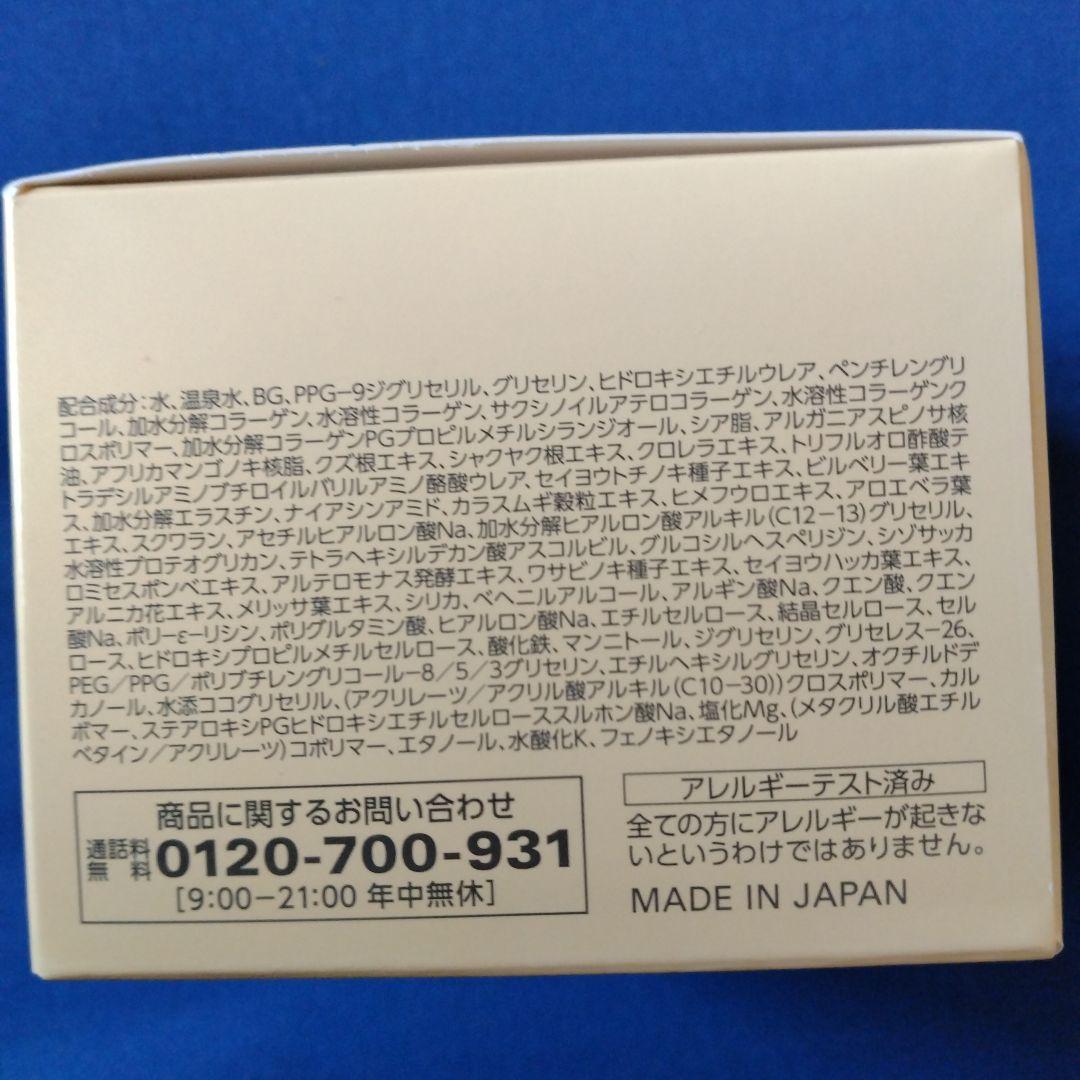 配合成分:水、温泉水、BG、PPG-9ジグリセリル、グリセリン、ヒドロキシエチルウレア、ペンチレングリ
コール、加水分解コラーゲン、水溶性コラーゲン、サクシノイルアテロコラーゲン、水溶性コラーゲンク
ロスポリマー、加水分解コラーゲンPGプロピルメチルシランジオール、シア脂、アルガニアスピノサ核
油、アフリカマンゴノキ核脂、クズ根エキス、シャクヤク根エキス、クロレラエキス、トリフルオロ酢酸テ
トラデシルアミノブチロイルバリルアミノ酪酸ウレア、セイヨウトチノキ種子エキス、ビルベリー葉エキ
ス、加水分解エラスチン、ナイアシンアミド、カラスムギ穀粒エキス、ヒメフウロエキス、アロエベラ葉
エキス、スクワラン、アセチルヒアルロン酸Na、加水分解ヒアルロン酸アルキル(C12-13)グリセリル、
水溶性プロテオグリカン、テトラヘキシルデカン酸アスコルビル、グルコシルヘスペリジン、シゾサッカ
ロミセスポンベエキス、アルテロモナス発酵エキス、ワサビノキ種子エキス、セイヨウハッカ葉エキス、
アルニカ花エキス、メリッサ葉エキス、シリカ、ベヘニルアルコール、アルギン酸Na、クエン酸、クエン
酸Na、ポリ-ε-リシン、ポリグルタミン酸、ヒアルロン酸Na、エチルセルロース、結晶セルロース、セル
ロース、ヒドロキシプロピルメチルセルロース、酸化鉄、マンニトール、ジグリセリン、グリセレス-26、
PEG/PPG/ポリブチレングリコール-8/5/3グリセリン、エチルヘキシルグリセリン、オクチルドデ
カノール、水添ココグリセリル、(アクリレーツ/アクリル酸アルキル(C10-30))クロスポリマー、カル
ボマー、ステアロキシPGヒドロキシエチルセルローススルホン酸Na、塩化Mg、(メタクリル酸エチル
ベタイン/アクリレーツ)コポリマー、エタノール、水酸化K、フェノキシエタノール
商品に関するお問い合わせ
通話料無料 0120-700-931
[9:00-21:00 年中無休]
アレルギーテスト済み
全ての方にアレルギーが起きな
いというわけではありません。
MADE IN JAPAN